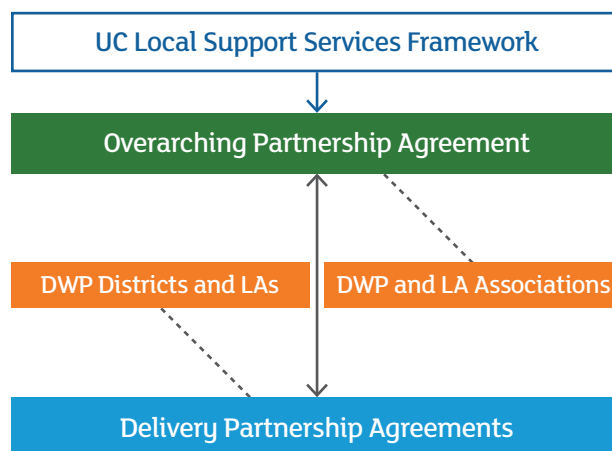 UC Local Support Services Framework
Overarching Partnership Agreement
DWP Districts and LAs
DWP and LA Associations
Delivery Partnership Agreements